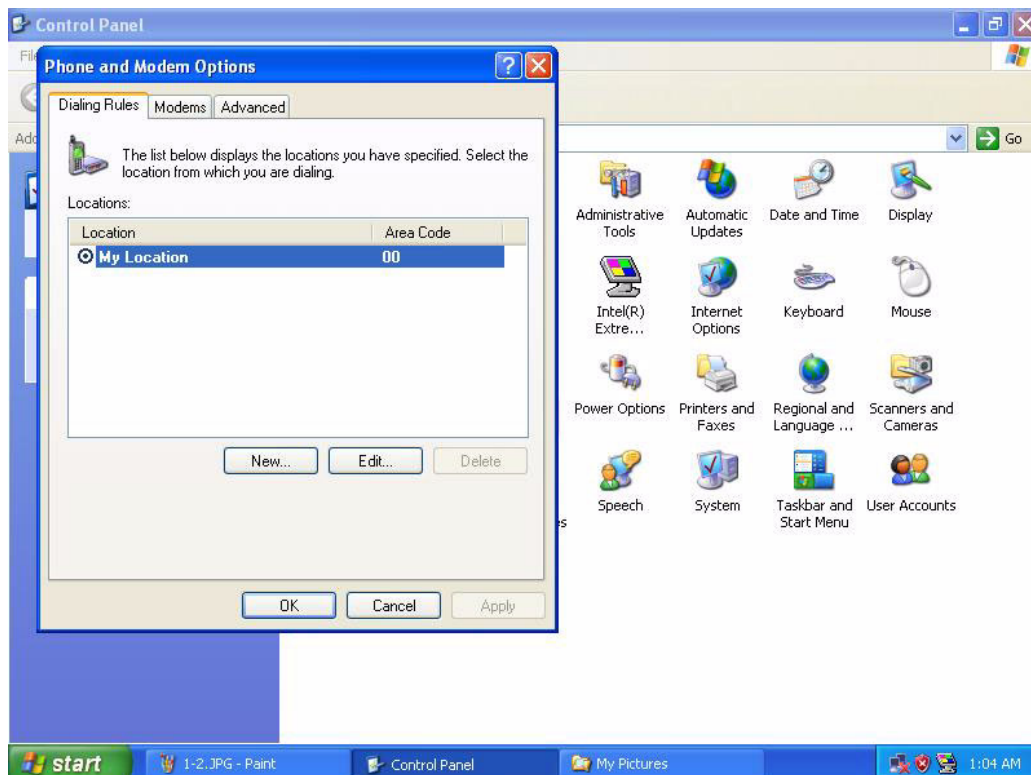 Control Panel
Phone and Modem Options
Dialing Rules Modems Advanced
The list below displays the locations you have specified. Select the
location from which you are dialing.
Locations:
Location Area Code
My Location 00
New... Edit... Delete
OK Cancel Apply
Go
Administrative
Tools
Automatic
Updates
Date and Time
Display
Intel(R)
Extre...
Internet
Options
Keyboard
Mouse
Power Options
Printers and
Faxes
Regional and
Language ...
Scanners and
Cameras
Speech
System
Taskbar and
Start Menu
User Accounts
start
1-2.JPG - Paint
Control Panel
My Pictures
1:04 AM